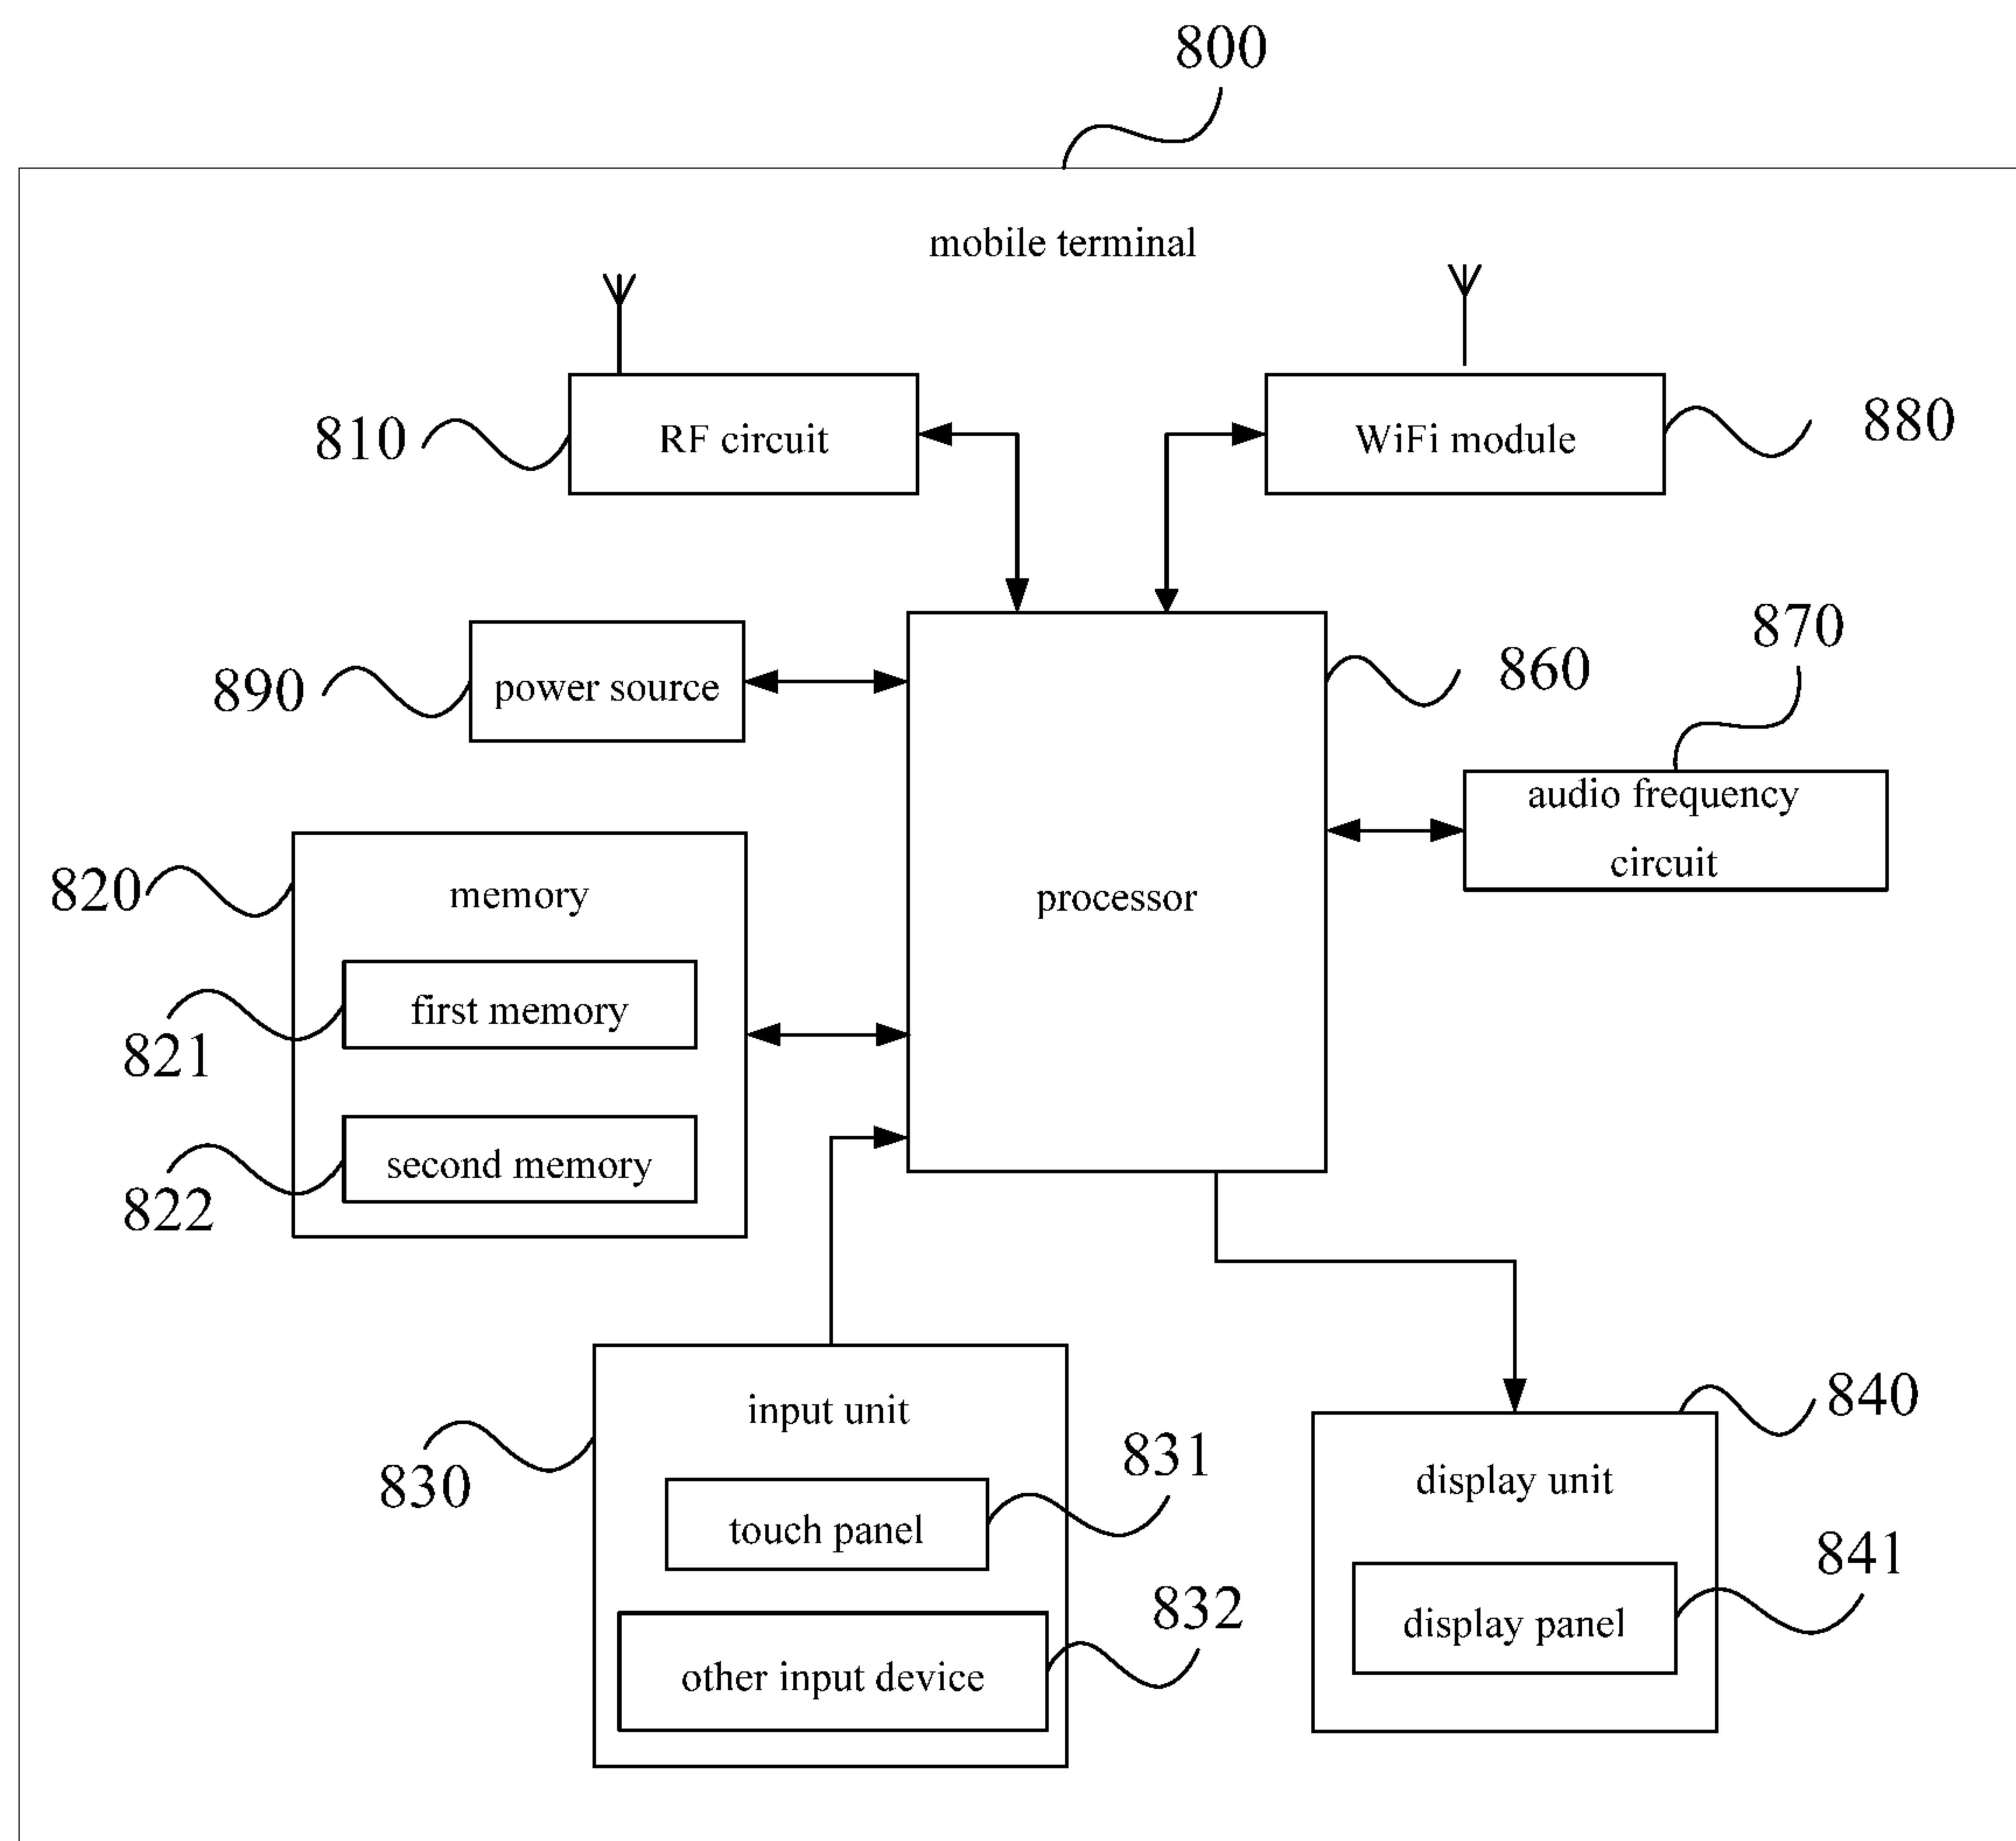 800
mobile terminal
810
RF circuit
WiFi module
880
890
power source
860
870
audio frequency
circuit
820
memory
processor
first memory
821
second memory
822
input unit
830
831
touch panel
832
other input device
840
display unit
841
display panel